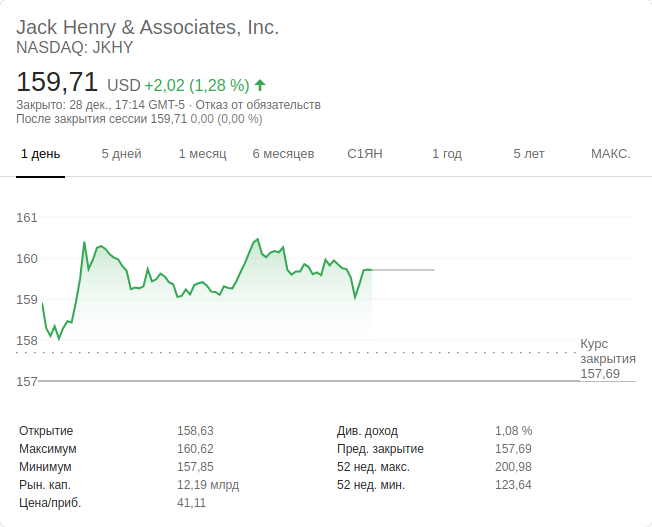 Jack Henry & Associates, Inc.
NASDAQ: JKHY
159,71 USD +2,02 (1,28 %)
Закрыто: 28 дек., 17:14 GMT-5 · Отказ от обязательств
После закрытия сессии 159,71 0,00 (0,00 %)
1 день 5 дней 1 месяц 6 месяцев С1ЯН 1 год 5 лет МАКС.
161
160
159
158
157
Курс
закрытия
157,69
Открытие 158,63 Див. доход 1,08 %
Максимум 160,62 Пред. закрытие 157,69
Минимум 157,85 52 нед. макс. 200,98
Рын. кап. 12,19 млрд 52 нед. мин. 123,64
Цена/приб. 41,11